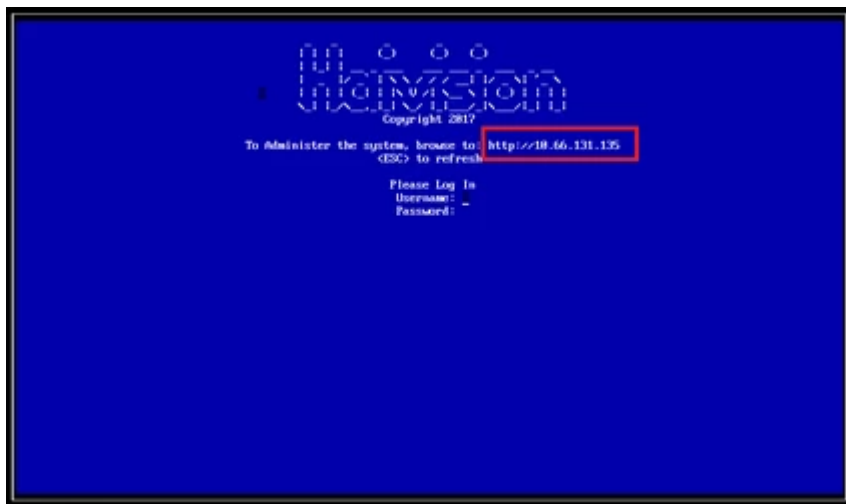 Haivision
Copyright 2017
To Administer the system, browse to: http://10.66.131.135
<ESC> to refresh
Please Log In
Username: _
Password: